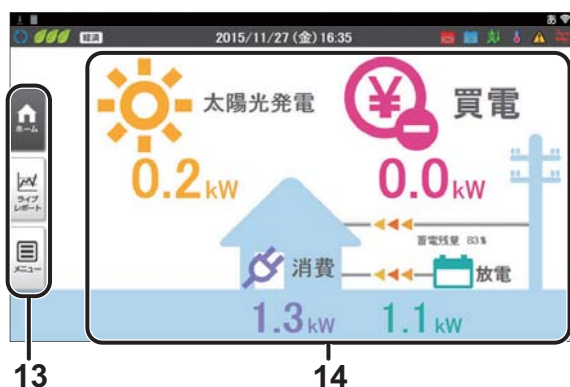 あ
経済
2015/11/27 (金) 16:35
太陽光発電
¥ 買電
ホーム
0.2kW
0.0kW
ライブ
レポート
蓄電残量 83%
メニュー
消費
放電
1.3kW
1.1kW
13
14